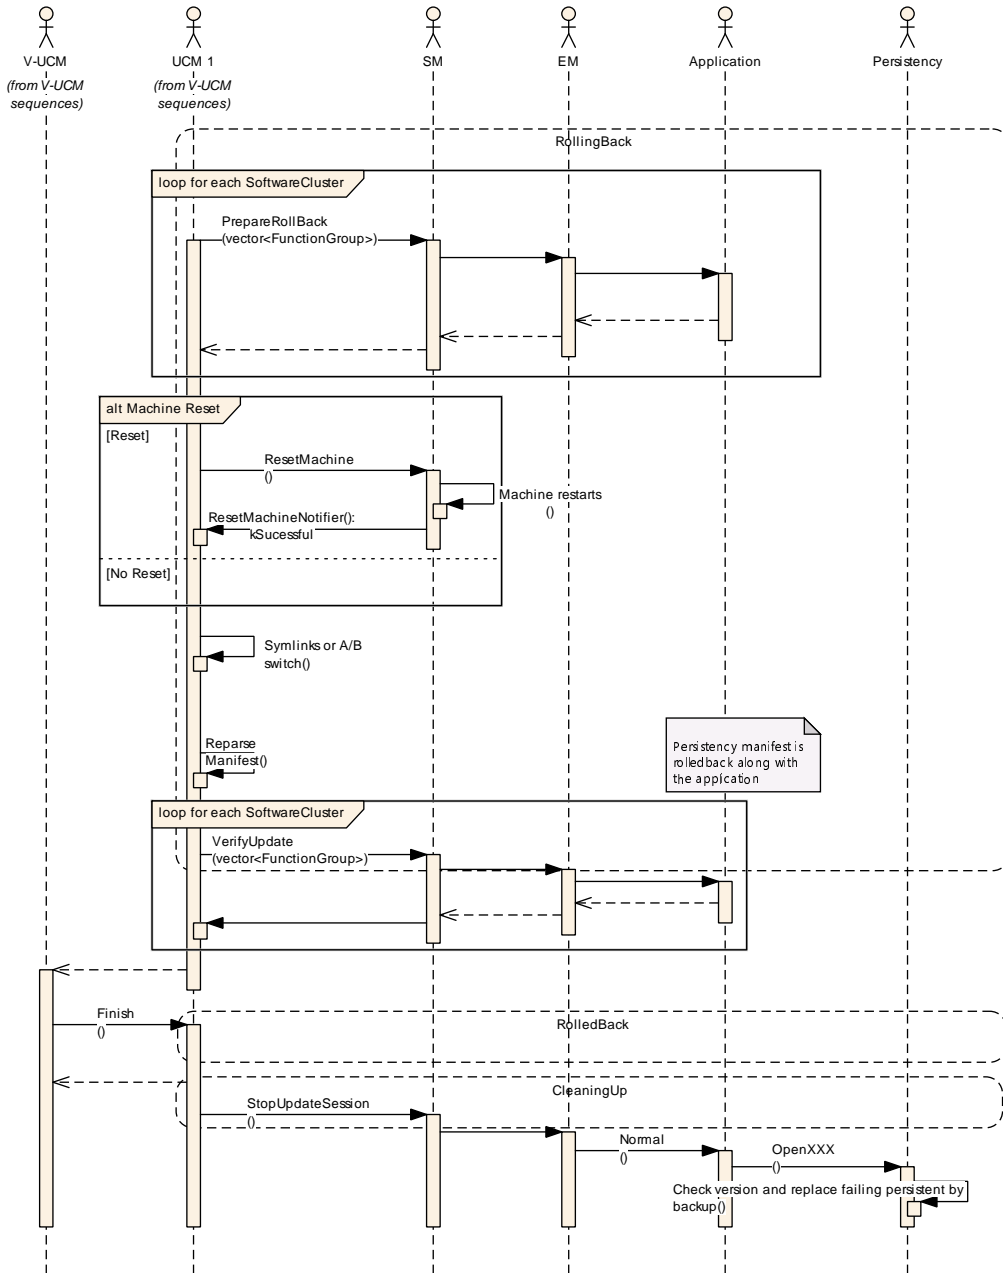 V-UCM
UCM 1
SM
EM
Application
Persistency
(from V-UCM
sequences)
(from V-UCM
sequences)
RollingBack
loop for each SoftwareCluster
PrepareRollBack
(vector<FunctionGroup>)
alt Machine Reset
[Reset]
ResetMachine
()
Machine restarts
()
ResetMachineNotifier():
kSucessful
[No Reset]
Symlinks or A/B
switch()
Reparse
Manifest()
Persistency manifest is
rolledback along with
the application
loop for each SoftwareCluster
VerifyUpdate
(vector<FunctionGroup>)
Finish
()
RolledBack
CleaningUp
StopUpdateSession
()
Normal
()
OpenXXX
()
Check version and replace failing persistent by
backup()